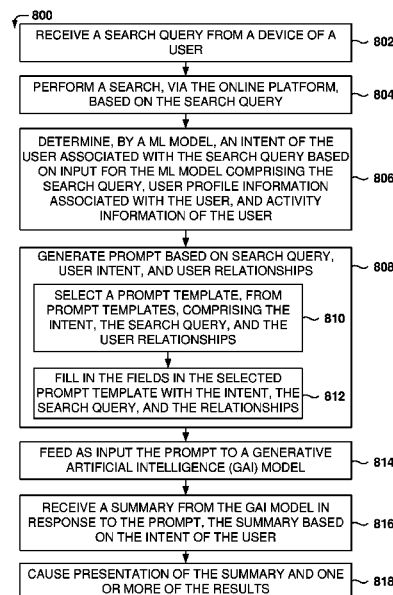 800
RECEIVE A SEARCH QUERY FROM A DEVICE OF A
USER
802
PERFORM A SEARCH, VIA THE ONLINE PLATFORM,
BASED ON THE SEARCH QUERY
804
DETERMINE, BY A ML MODEL, AN INTENT OF THE
USER ASSOCIATED WITH THE SEARCH QUERY BASED
ON INPUT FOR THE ML MODEL COMPRISING THE
SEARCH QUERY, USER PROFILE INFORMATION
ASSOCIATED WITH THE USER, AND ACTIVITY
INFORMATION OF THE USER
806
GENERATE PROMPT BASED ON SEARCH QUERY,
USER INTENT, AND USER RELATIONSHIPS
808
SELECT A PROMPT TEMPLATE, FROM
PROMPT TEMPLATES, COMPRISING THE
INTENT, THE SEARCH QUERY, AND THE
USER RELATIONSHIPS
810
FILL IN THE FIELDS IN THE SELECTED
PROMPT TEMPLATE WITH THE INTENT, THE
SEARCH QUERY, AND THE RELATIONSHIPS
812
FEED AS INPUT THE PROMPT TO A GENERATIVE
ARTIFICIAL INTELLIGENCE (GAI) MODEL
814
RECEIVE A SUMMARY FROM THE GAI MODEL IN
RESPONSE TO THE PROMPT, THE SUMMARY BASED
ON THE INTENT OF THE USER
816
CAUSE PRESENTATION OF THE SUMMARY AND ONE
OR MORE OF THE RESULTS
818